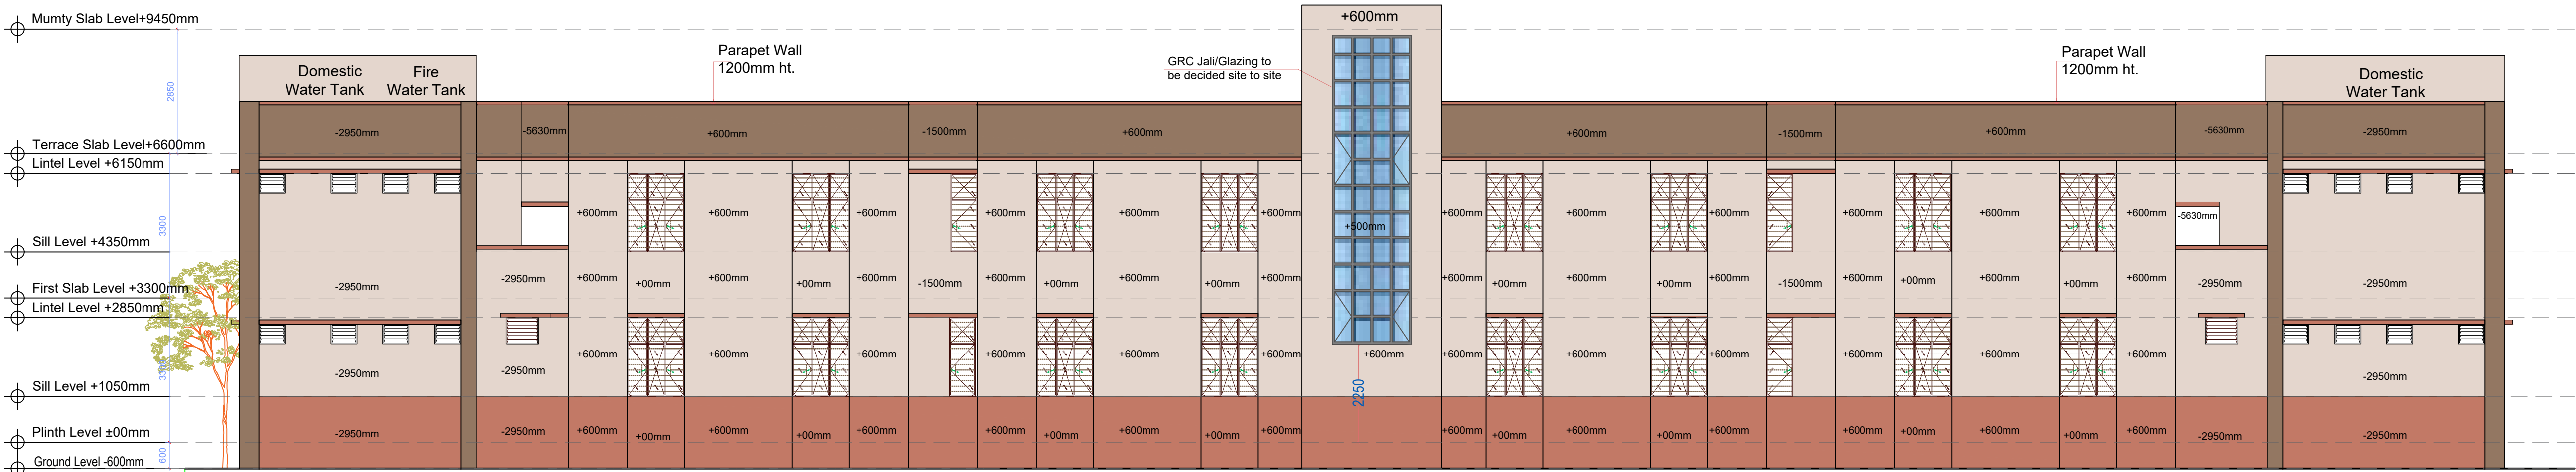 Mumty Slab Level+9450mm
+600mm
Parapet Wall
1200mm ht.
GRC Jali/Glazing to
be decided site to site
Parapet Wall
1200mm ht.
Domestic
Water Tank
Fire
Water Tank
Domestic
Water Tank
2850
-2950mm
-5630mm
+600mm
-1500mm
+600mm
+600mm
-1500mm
+600mm
-5630mm
-2950mm
Terrace Slab Level+6600mm
Lintel Level +6150mm
3300
+600mm
+600mm
+600mm
+600mm
+600mm
+600mm
+500mm
+600mm
+600mm
+600mm
+600mm
+600mm
+600mm
-5630mm
Sill Level +4350mm
-2950mm
-2950mm
+600mm
+00mm
+600mm
+00mm
+600mm
-1500mm
+600mm
+00mm
+600mm
+00mm
+600mm
+600mm
+00mm
+600mm
+00mm
+600mm
-1500mm
+600mm
+00mm
+600mm
+00mm
+600mm
-2950mm
-2950mm
First Slab Level +3300mm
Lintel Level +2850mm
-2950mm
-2950mm
+600mm
+600mm
+600mm
+600mm
+600mm
+600mm
+600mm
+600mm
+600mm
+600mm
+600mm
+600mm
+600mm
-2950mm
Sill Level +1050mm
2250
-2950mm
-2950mm
+600mm
+00mm
+600mm
+00mm
+600mm
+600mm
+00mm
+600mm
+00mm
+600mm
+600mm
+00mm
+600mm
+00mm
+600mm
+600mm
+00mm
+600mm
+00mm
+600mm
-2950mm
-2950mm
Plinth Level ±00mm
600
Ground Level -600mm